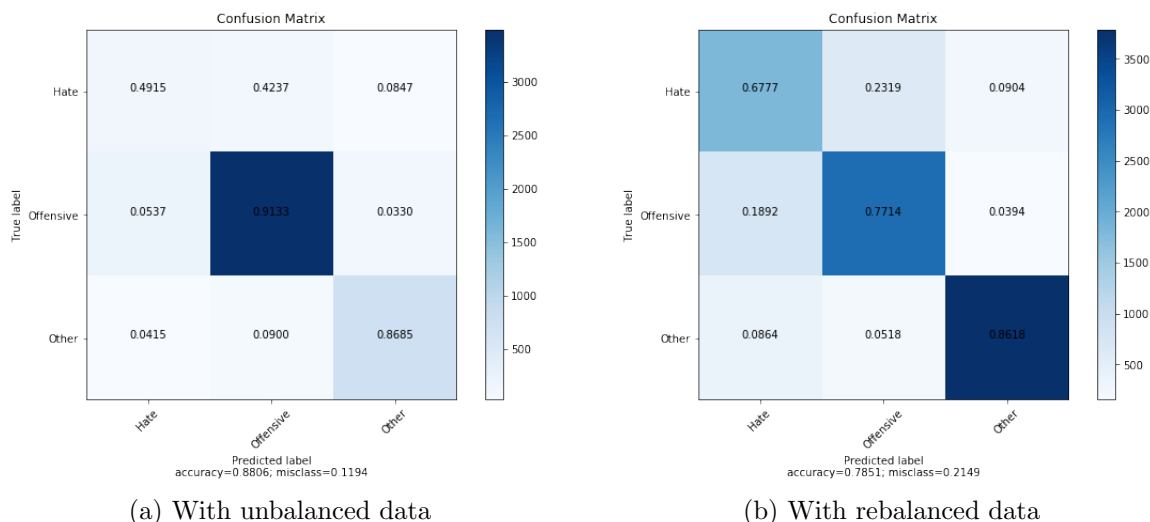 Confusion Matrix
Hate
0.4915 0.4237 0.0847
Offensive
0.0537 0.9133 0.0330
Other
0.0415 0.0900 0.8685
True label
Hate Offensive Other
Predicted label
accuracy=0.8806; misclass=0.1194
3000
2500
2000
1500
1000
500
(a) With unbalanced data
Confusion Matrix
Hate
0.6777 0.2319 0.0904
Offensive
0.1892 0.7714 0.0394
Other
0.0864 0.0518 0.8618
True label
Hate Offensive Other
Predicted label
accuracy=0.7851; misclass=0.2149
3500
3000
2500
2000
1500
1000
500
(b) With rebalanced data